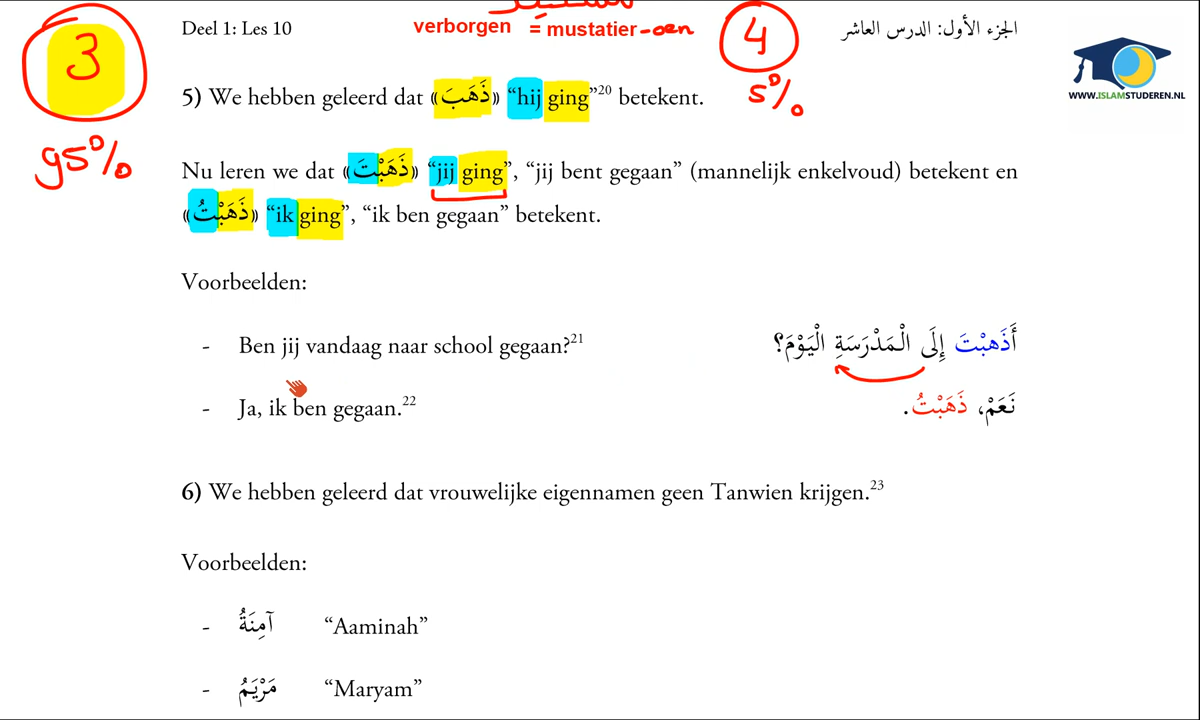 3
95%
Deel 1: Les 10
verborgen = mustatier-oen
4
5%
الجزء الأول: الدرس العاشر
WWW.ISLAMSTUDEREN.NL
5) We hebben geleerd dat «ذَهَبَ» “hij ging”20 betekent.
Nu leren we dat «ذَهَبْتَ» “jij ging”, “jij bent gegaan” (mannelijk enkelvoud) betekent en
«ذَهَبْتُ» “ik ging”, “ik ben gegaan” betekent.
Voorbeelden:
- Ben jij vandaag naar school gegaan?21 أَذَهَبْتَ إِلَى الْمَدْرَسَةِ الْيَوْمَ؟
- Ja, ik ben gegaan.22 نَعَمْ، ذَهَبْتُ.
6) We hebben geleerd dat vrouwelijke eigennamen geen Tanwien krijgen.23
Voorbeelden:
- آمِنَةُ “Aaminah”
- مَرْيَمُ “Maryam”